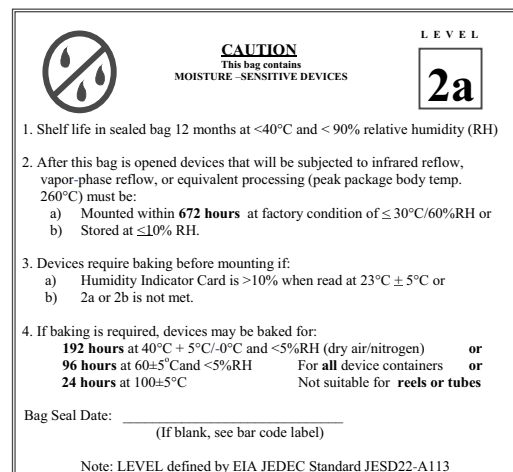 LEVEL
CAUTION
This bag contains
MOISTURE –SENSITIVE DEVICES
2a
1. Shelf life in sealed bag 12 months at <40°C and < 90% relative humidity (RH)
2. After this bag is opened devices that will be subjected to infrared reflow,
vapor-phase reflow, or equivalent processing (peak package body temp.
260°C) must be:
a) Mounted within 672 hours at factory condition of ≤ 30°C/60%RH or
b) Stored at ≤10% RH.
3. Devices require baking before mounting if:
a) Humidity Indicator Card is >10% when read at 23°C ± 5°C or
b) 2a or 2b is not met.
4. If baking is required, devices may be baked for:
192 hours at 40°C + 5°C/-0°C and <5%RH (dry air/nitrogen) or
96 hours at 60±5°Cand <5%RH For all device containers or
24 hours at 100±5°C Not suitable for reels or tubes
Bag Seal Date: ______________________________
(If blank, see bar code label)
Note: LEVEL defined by EIA JEDEC Standard JESD22-A113